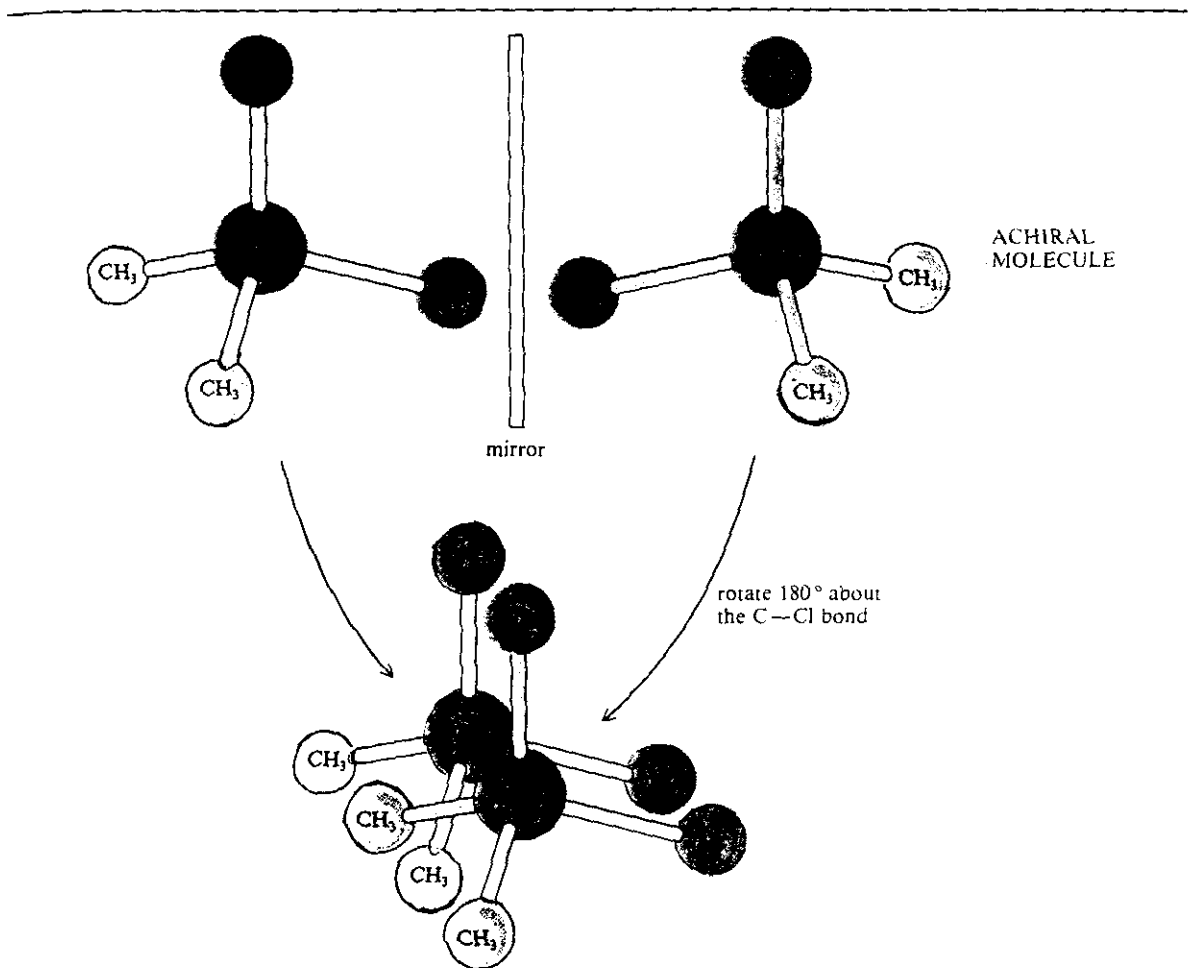 ACHIRAL
MOLECULE
CH₃
CH₃
CH₃
CH₃
mirror
rotate 180° about
the C—Cl bond
CH₃
CH₃
CH₃
CH₃